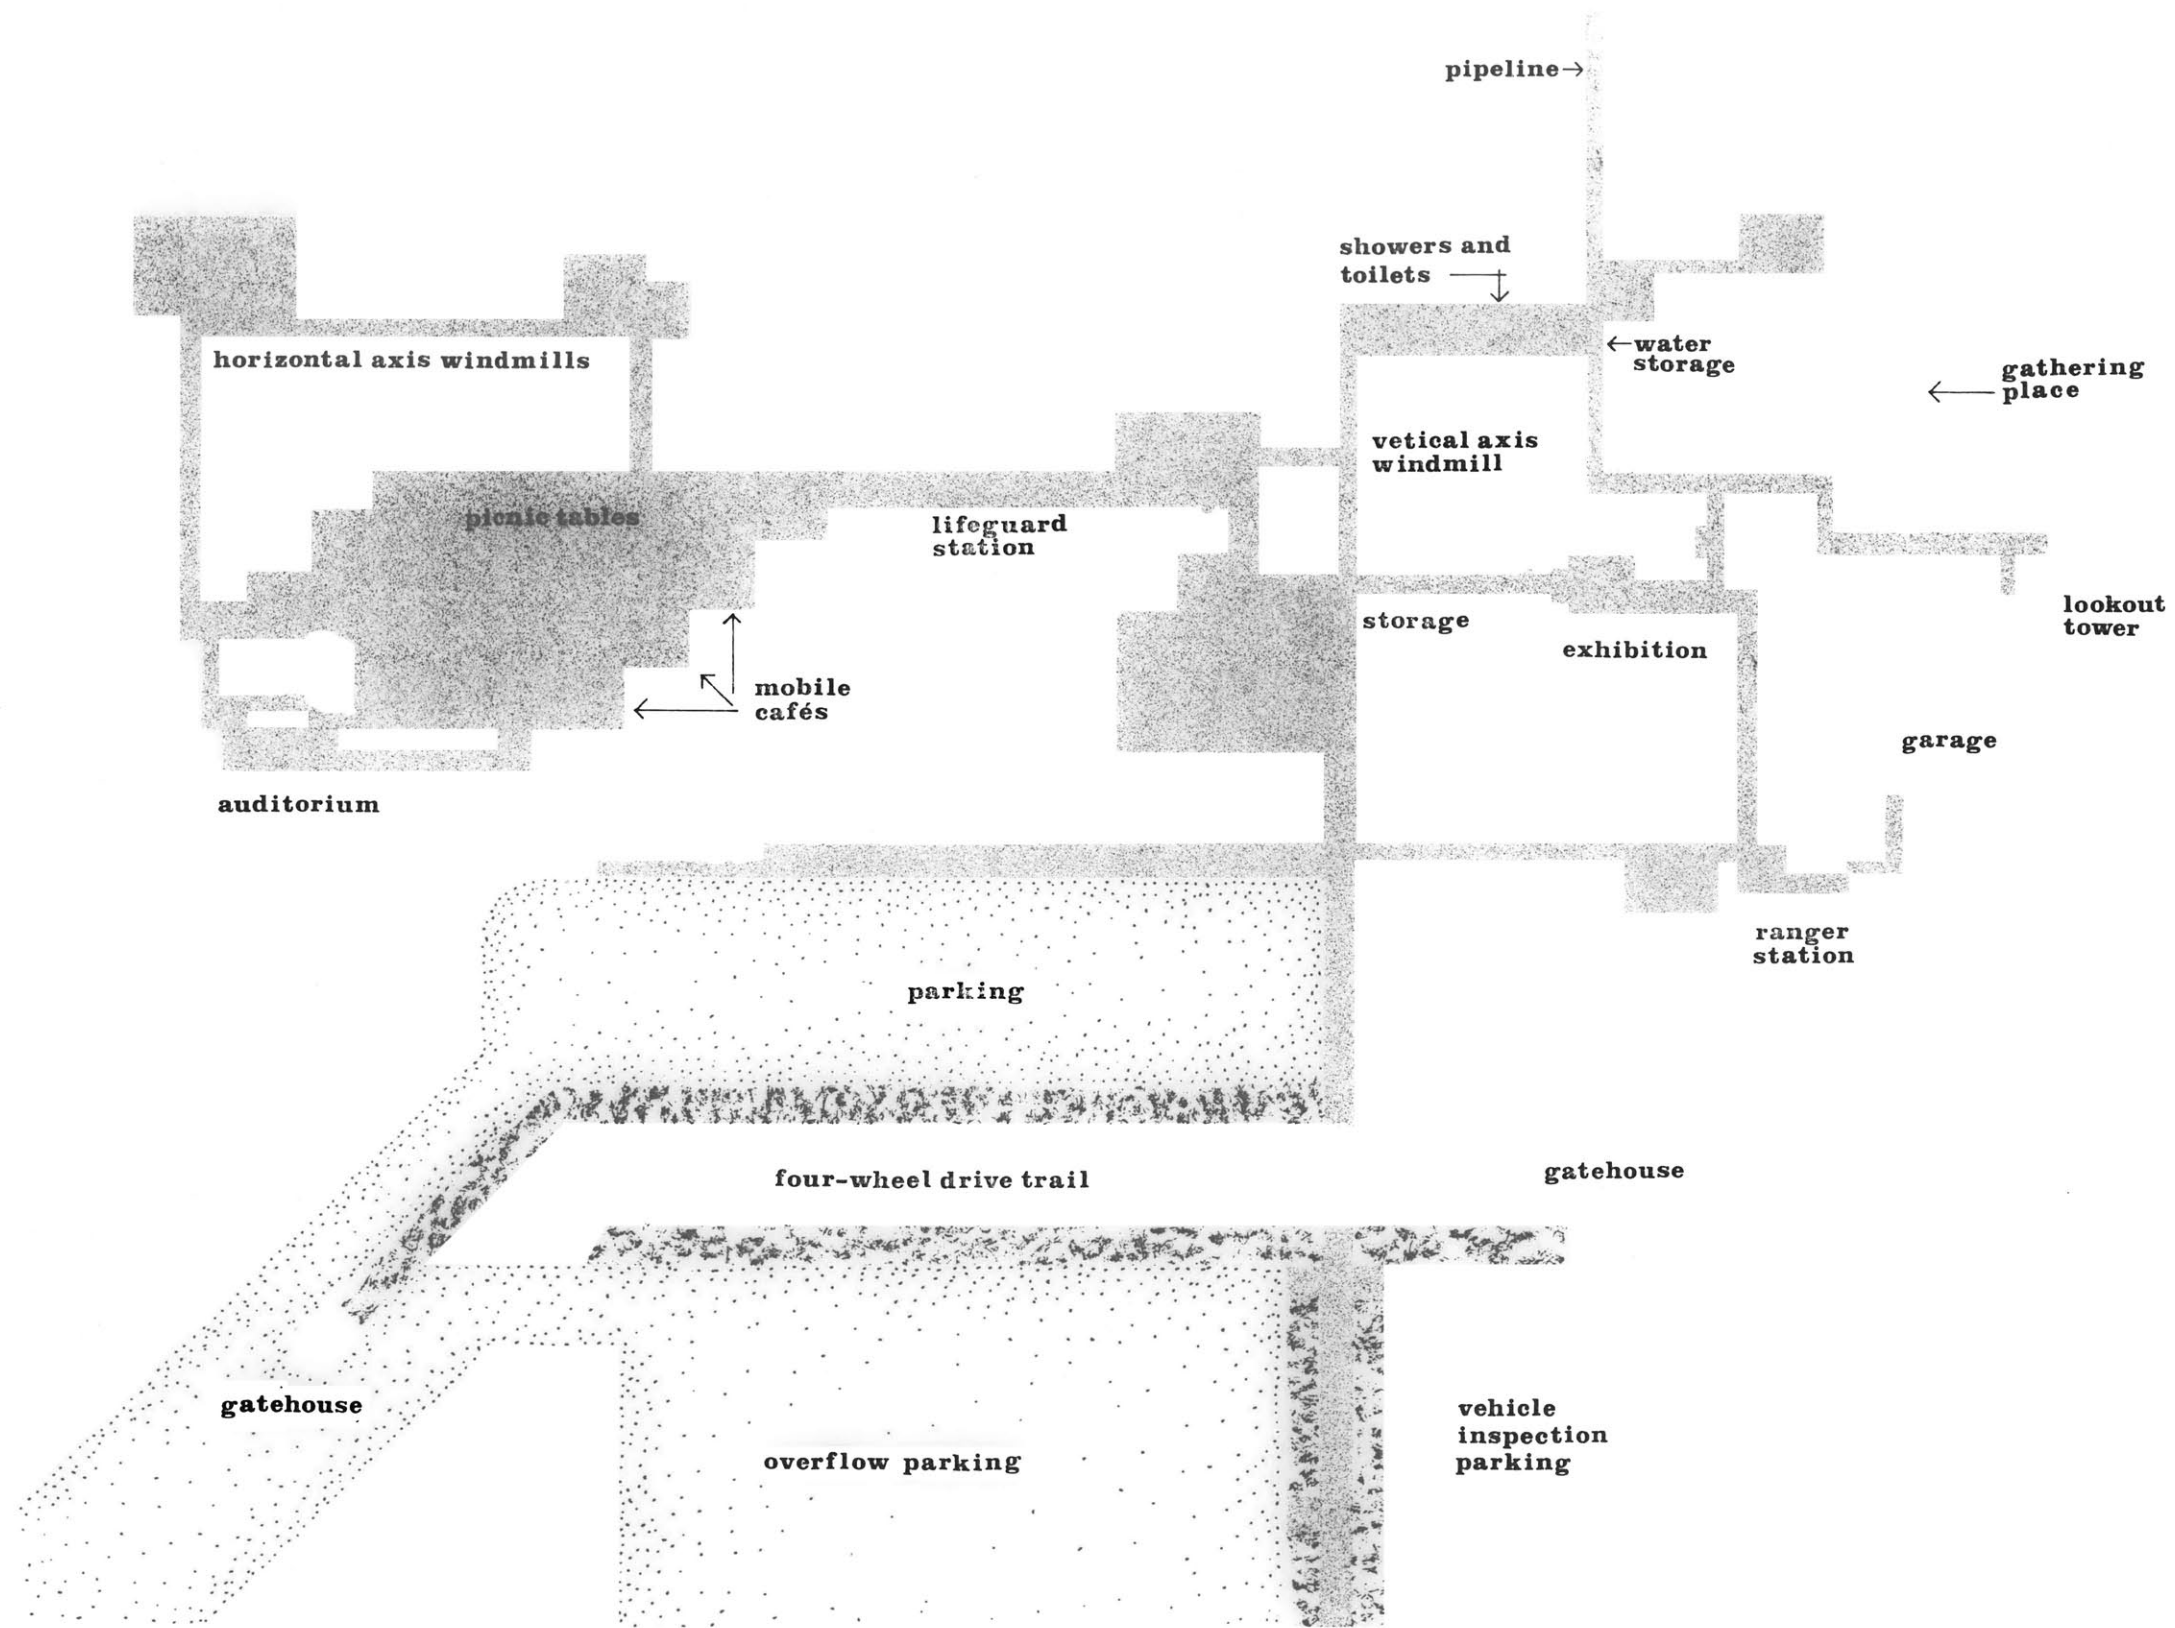 pipeline→
showers and
toilets
←water
storage
gathering
place
horizontal axis windmills
vetical axis
windmill
picnic tables
lifeguard
station
storage
exhibition
lookout
tower
mobile
cafés
garage
auditorium
ranger
station
parking
four-wheel drive trail
gatehouse
gatehouse
overflow parking
vehicle
inspection
parking